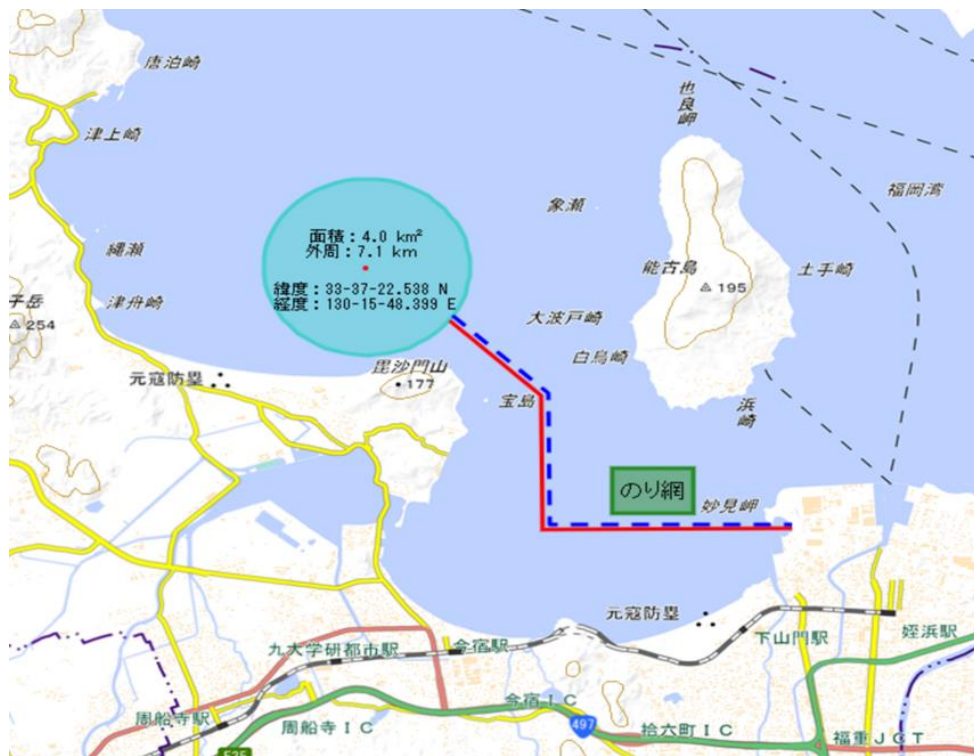 唐泊崎
也良岬
津上崎
福岡湾
象瀬
面積：4.0 km²
外周：7.1 km
縄瀬
能古島
土手崎
緯度：33-37-22.538 N
経度：130-15-48.399 E
195
津舟崎
子岳
254
大波戸崎
白鳥崎
毘沙門山
177
元寇防塁
宝島
浜崎
のり網
妙見岬
元寇防塁
下山門駅
姪浜駅
九大学研都市駅
今宿駅
周船寺駅
周船寺ＩＣ
今宿ＩＣ
497
拾六町ＩＣ
福重ＪＣＴ